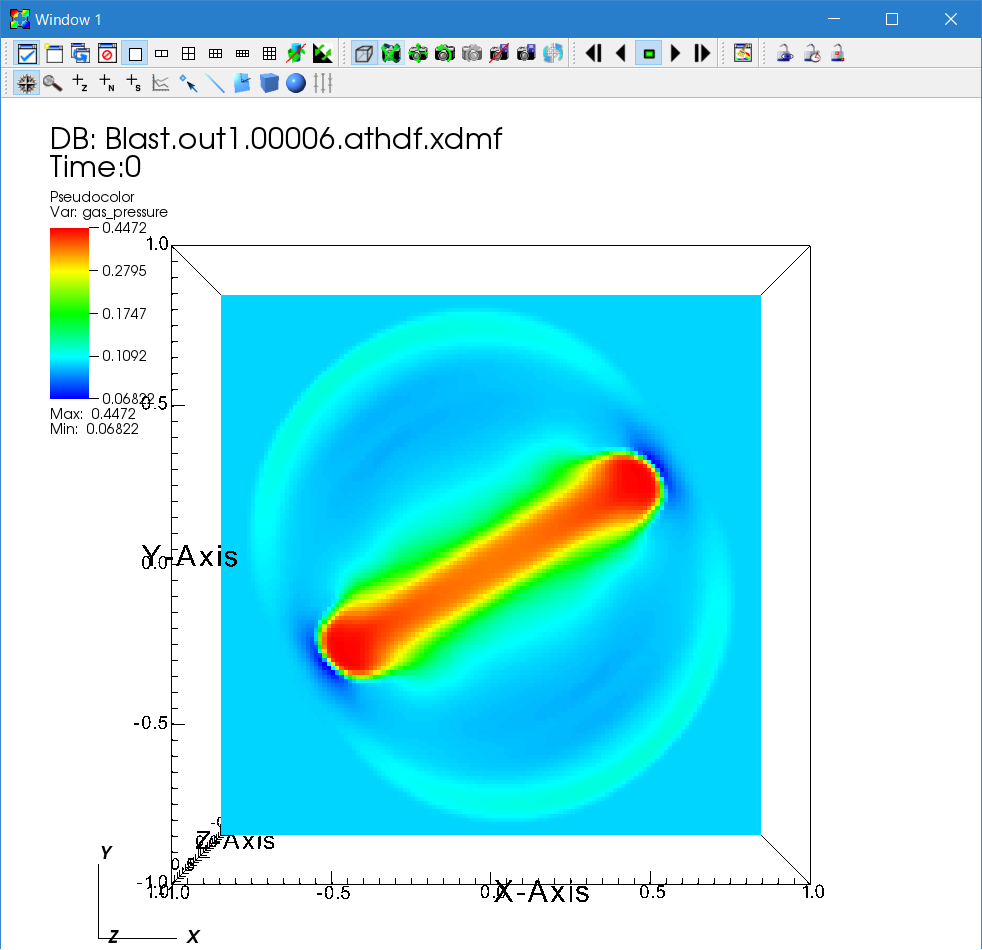 Window 1
DB: Blast.out1.00006.athdf.xdmf
Time:0
Pseudocolor
Var: gas_pressure
0.4472
0.2795
0.1747
0.1092
0.06822
Max: 0.4472
Min: 0.06822
1.0
0.5
Y-Axis
0.0
-0.5
-1.0
Z-Axis
-0.5
0.0
X-Axis
0.5
1.0
Y
Z
X